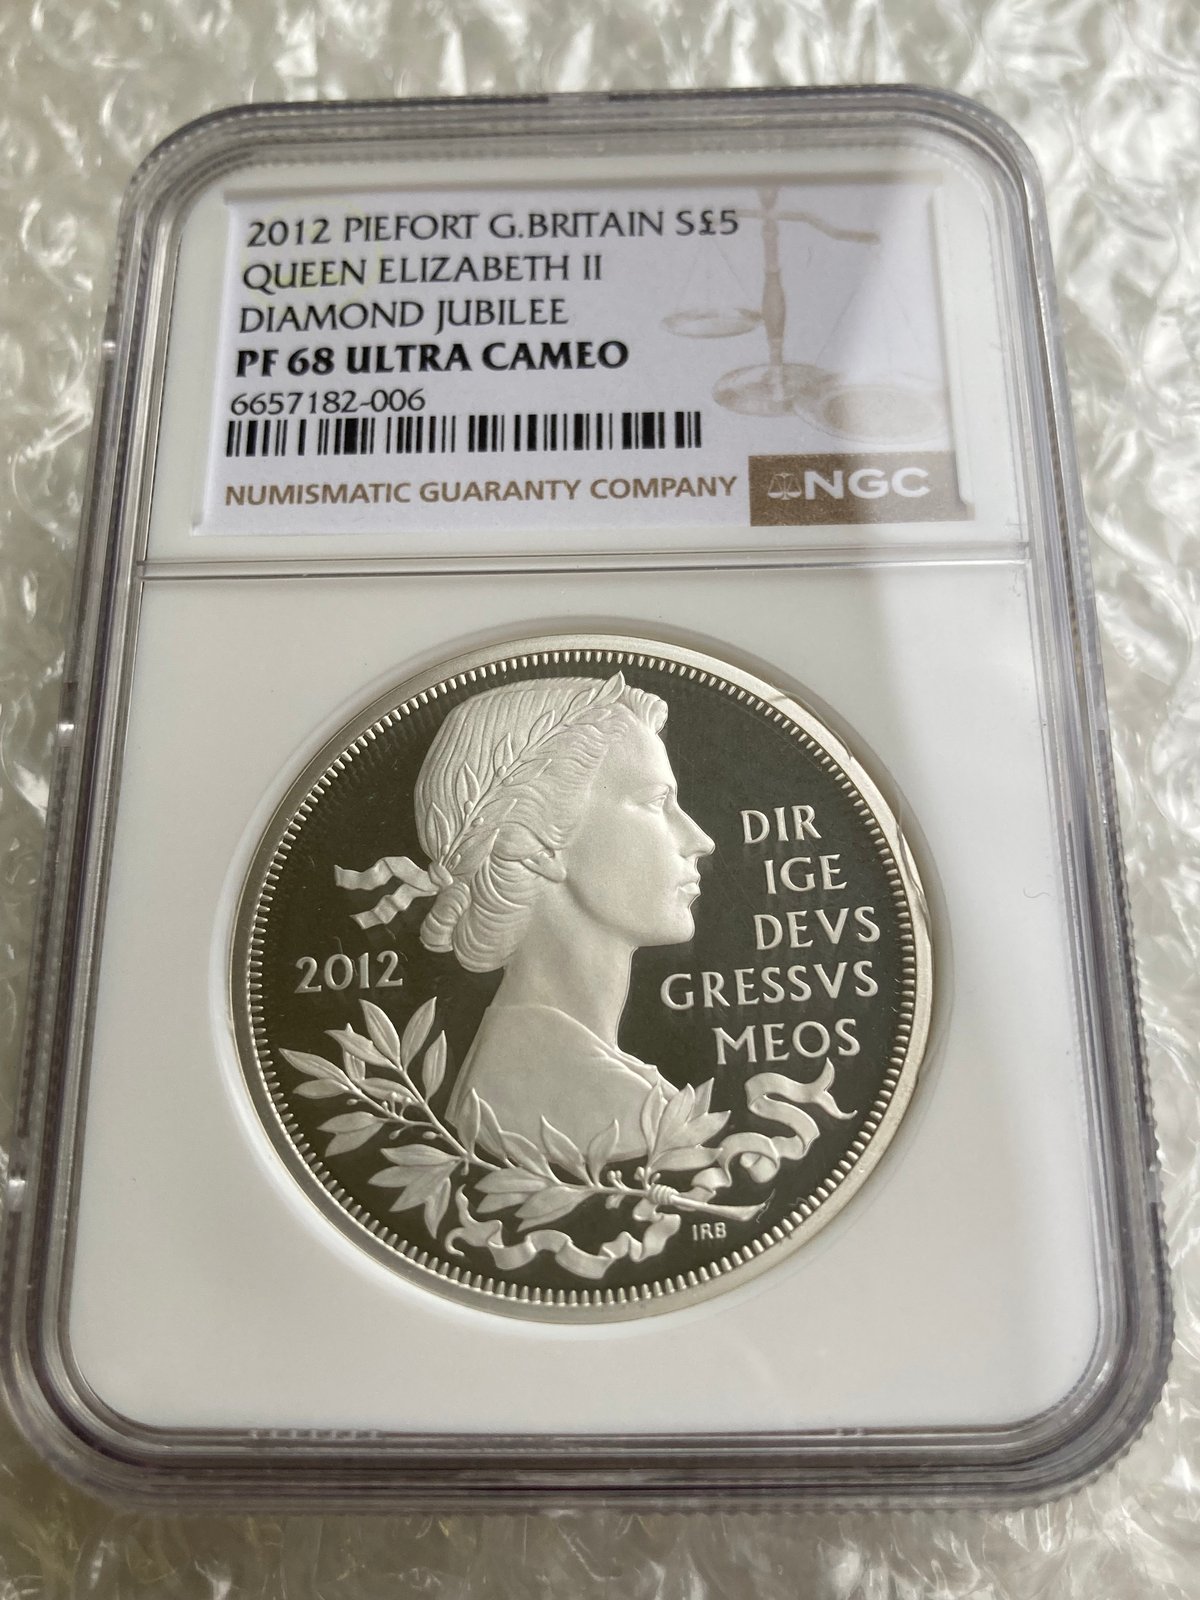 2012 PIEFORT G.BRITAIN S£5
QUEEN ELIZABETH II
DIAMOND JUBILEE
PF 68 ULTRA CAMEO
6657182-006
NUMISMATIC GUARANTY COMPANY NGC
DIR
IGE
DEVS
GRESSVS
MEOS
2012
IRB